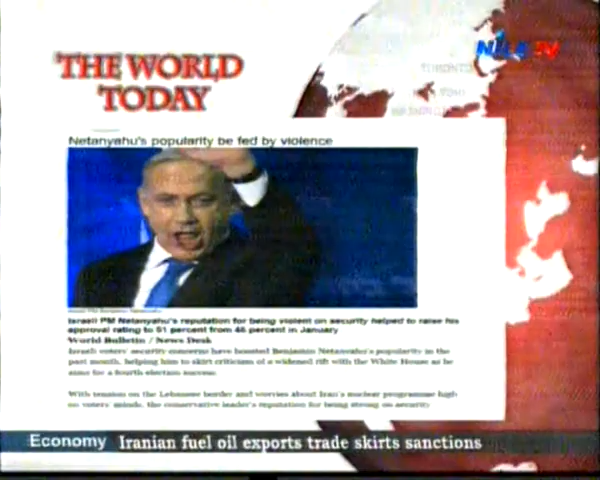 THE WORLD
TODAY
Nile TV
TORONTO
Netanyahu's popularity be fed by violence
Israeli PM Netanyahu's reputation for being violent on security helped to raise his
approval rating to 51 percent from 46 percent in January
World Bulletin / News Desk
Israeli voters' security concerns have boosted Benjamin Netanyahu's popularity in the
past month, helping him to skirt criticism of a widened rift with the White House as he
aims for a fourth election success.
With tension on the Lebanese border and worries about Iran's nuclear programme high
on voters' minds, the conservative leader's reputation for being strong on security
Economy Iranian fuel oil exports trade skirts sanctions